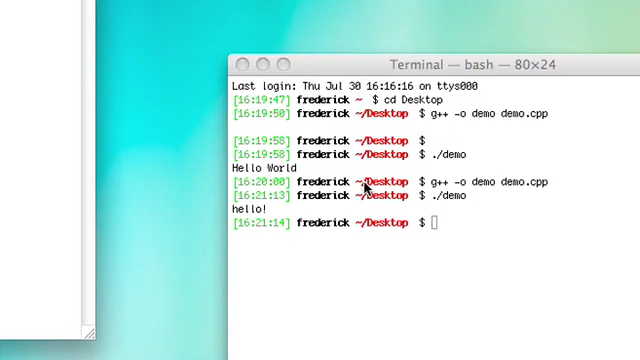 Terminal — bash — 80×24
Last login: Thu Jul 30 16:16:16 on ttys000
[16:19:47] frederick ~ $ cd Desktop
[16:19:50] frederick ~/Desktop $ g++ -o demo demo.cpp
[16:19:58] frederick ~/Desktop $
[16:19:58] frederick ~/Desktop $ ./demo
Hello World
[16:20:00] frederick ~/Desktop $ g++ -o demo demo.cpp
[16:21:13] frederick ~/Desktop $ ./demo
hello!
[16:21:14] frederick ~/Desktop $